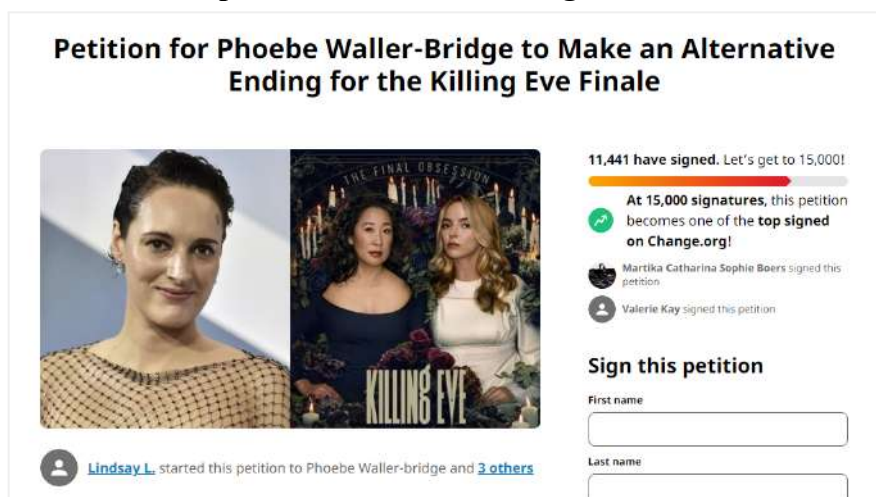 Petition for Phoebe Waller-Bridge to Make an Alternative
Ending for the Killing Eve Finale
THE FINAL OBSESSION
KILLING EVE
Lindsay L. started this petition to Phoebe Waller-bridge and 3 others
11,441 have signed. Let's get to 15,000!
At 15,000 signatures, this petition
becomes one of the top signed
on Change.org!
Martika Catharina Sophie Boers signed this
petition
Valerie Kay signed this petition
Sign this petition
First name
Last name